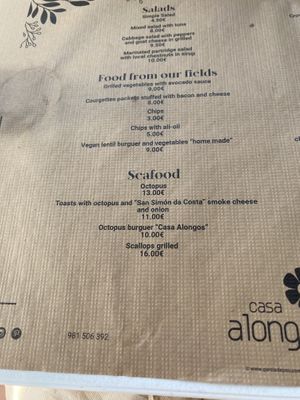 Salads
Simple Salad
4.50€
Mixed salad with tuna
8.00€
Cabbage salad with peppers
and goat cheese in grilled
9.50€
Marinated partridge salad
with local chestnuts in sirup
10.00€
Food from our fields
Grilled vegetables with avocado sauce
9.00€
Courgettes packets stuffed with bacon and cheese
8.00€
Chips
3.00€
Chips with ali-oli
5.00€
Vegan lentil burguer and vegetables "home made"
9.00€
Seafood
Octopus
13.00€
Toasts with octopus and "San Simón da Costa" smoke cheese
and onion
11.00€
Octopus burguer "Casa Alongos"
10.00€
Scallops grilled
16.00€
casa
along
981 506 392